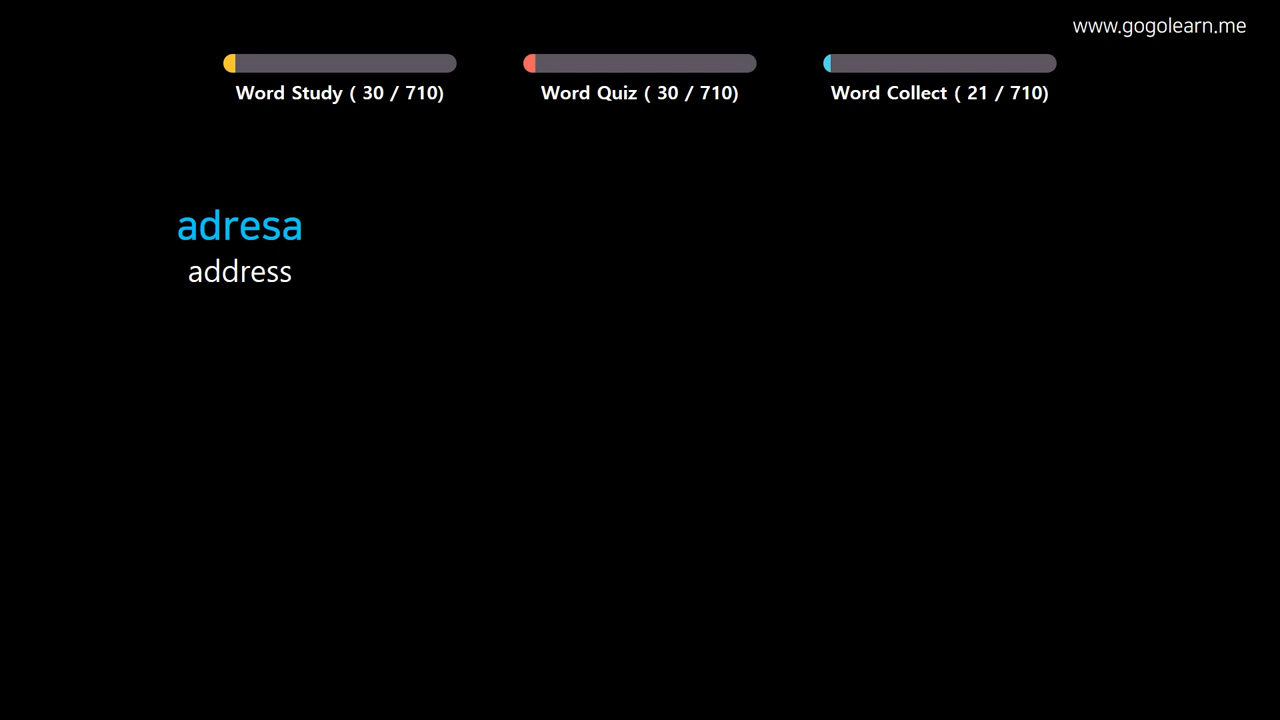 www.gogolearn.me
Word Study ( 30 / 710)
Word Quiz ( 30 / 710)
Word Collect ( 21 / 710)
adresa
address